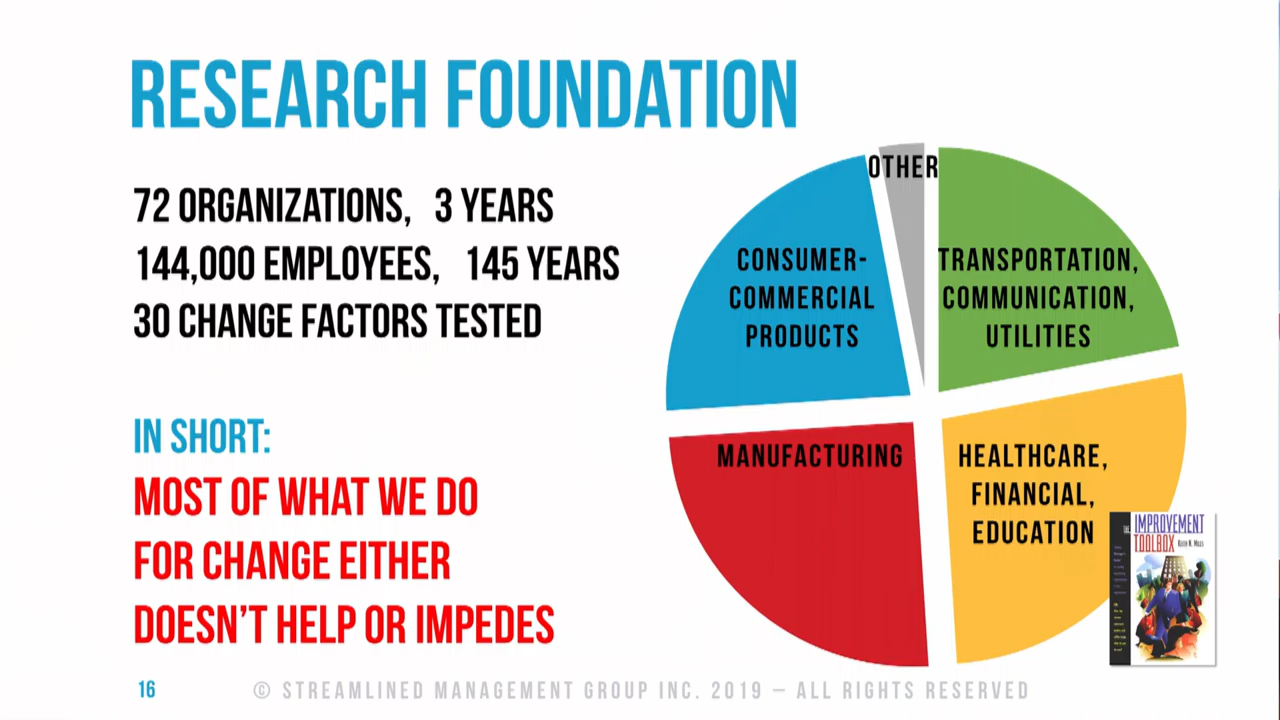 RESEARCH FOUNDATION
72 ORGANIZATIONS, 3 YEARS
144,000 EMPLOYEES, 145 YEARS
30 CHANGE FACTORS TESTED
IN SHORT:
MOST OF WHAT WE DO
FOR CHANGE EITHER
DOESN'T HELP OR IMPEDES
OTHER
CONSUMER-
COMMERCIAL
PRODUCTS
TRANSPORTATION,
COMMUNICATION,
UTILITIES
MANUFACTURING
HEALTHCARE,
FINANCIAL,
EDUCATION
THE IMPROVEMENT
TOOLBOX
16
© STREAMLINED MANAGEMENT GROUP INC. 2019 – ALL RIGHTS RESERVED